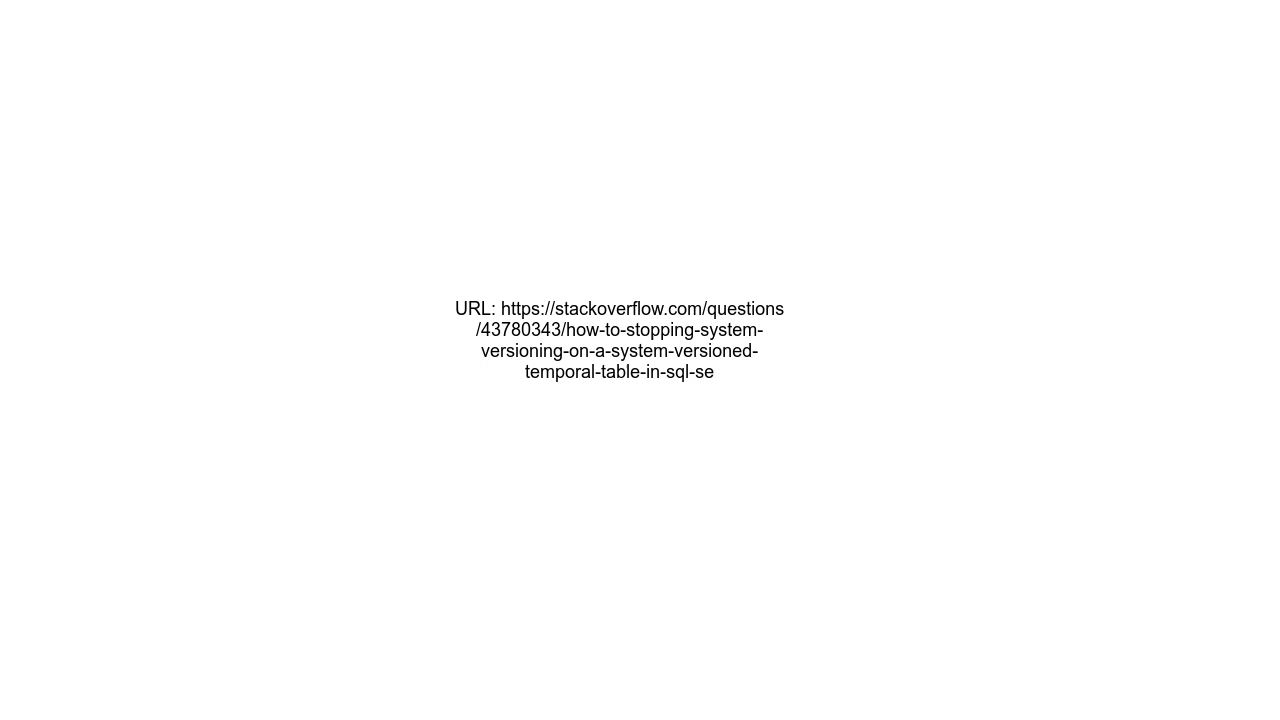 URL: https://stackoverflow.com/questions
/43780343/how-to-stopping-system-
versioning-on-a-system-versioned-
temporal-table-in-sql-se